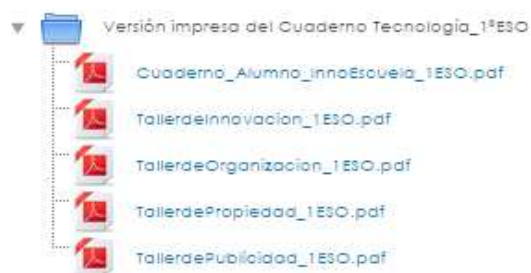 Versión impresa del Cuaderno Tecnología_1ºESO
Cuaderno_Alumno_InnoEscuela_1ESO.pdf
TallerdeInnovacion_1ESO.pdf
TallerdeOrganizacion_1ESO.pdf
TallerdePropiedad_1ESO.pdf
TallerdePublicidad_1ESO.pdf